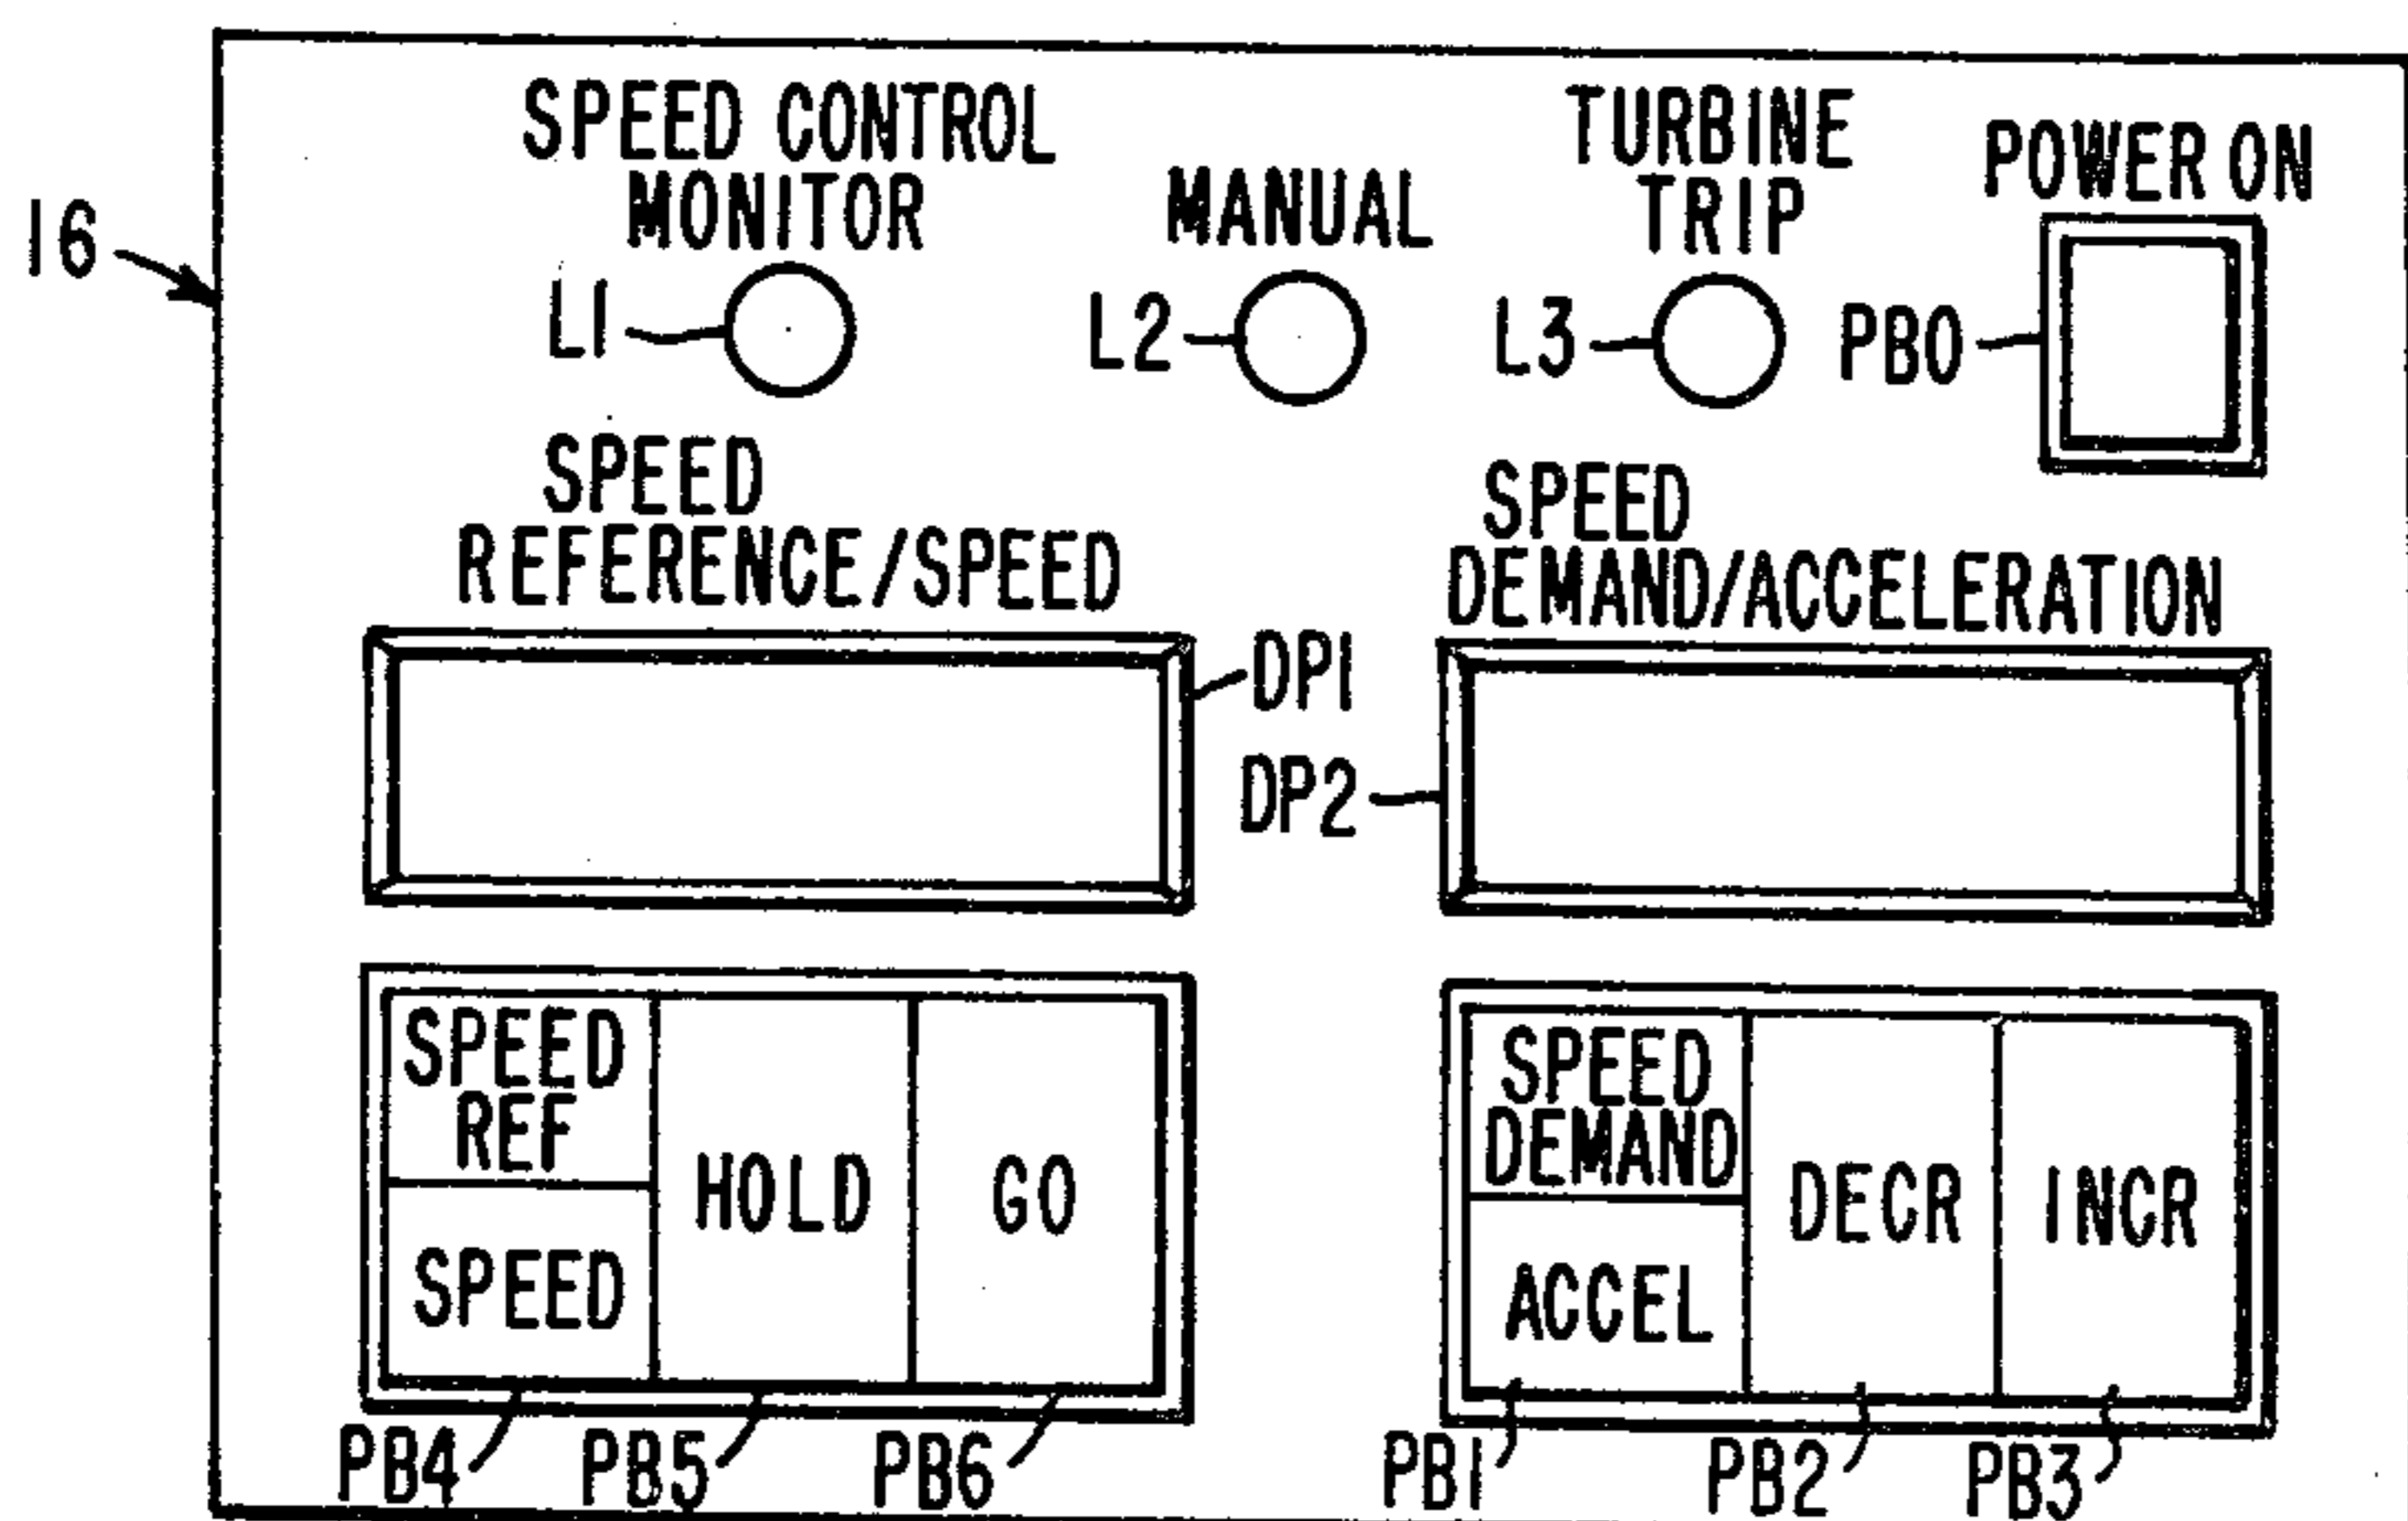 SPEED CONTROL
MONITOR
MANUAL
TURBINE
TRIP
POWER ON
16
L1
L2
L3
PB0
SPEED
REFERENCE/SPEED
SPEED
DEMAND/ACCELERATION
DP1
DP2
SPEED
REF
SPEED
HOLD
GO
SPEED
DEMAND
ACCEL
DECR
INCR
PB4
PB5
PB6
PB1
PB2
PB3